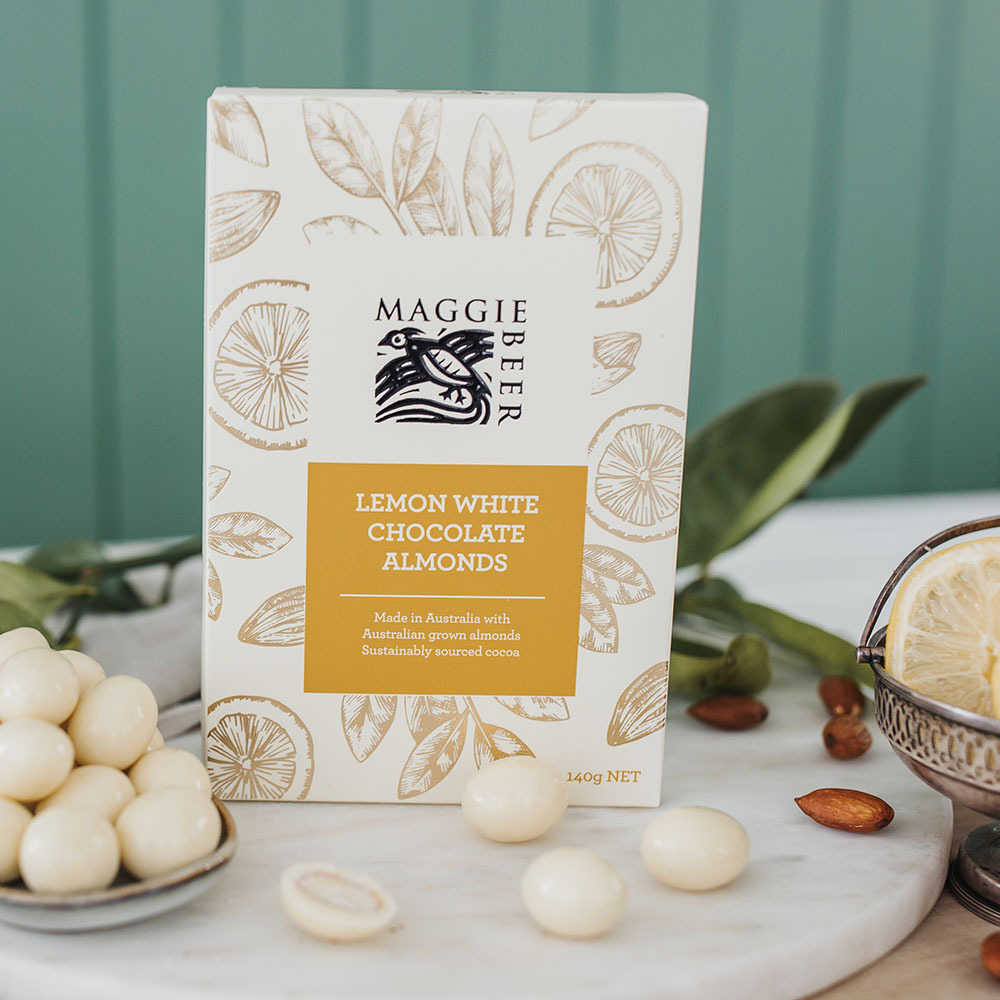 MAGGIE
BEER
LEMON WHITE
CHOCOLATE
ALMONDS
Made in Australia with
Australian grown almonds
Sustainably sourced cocoa
140g NET